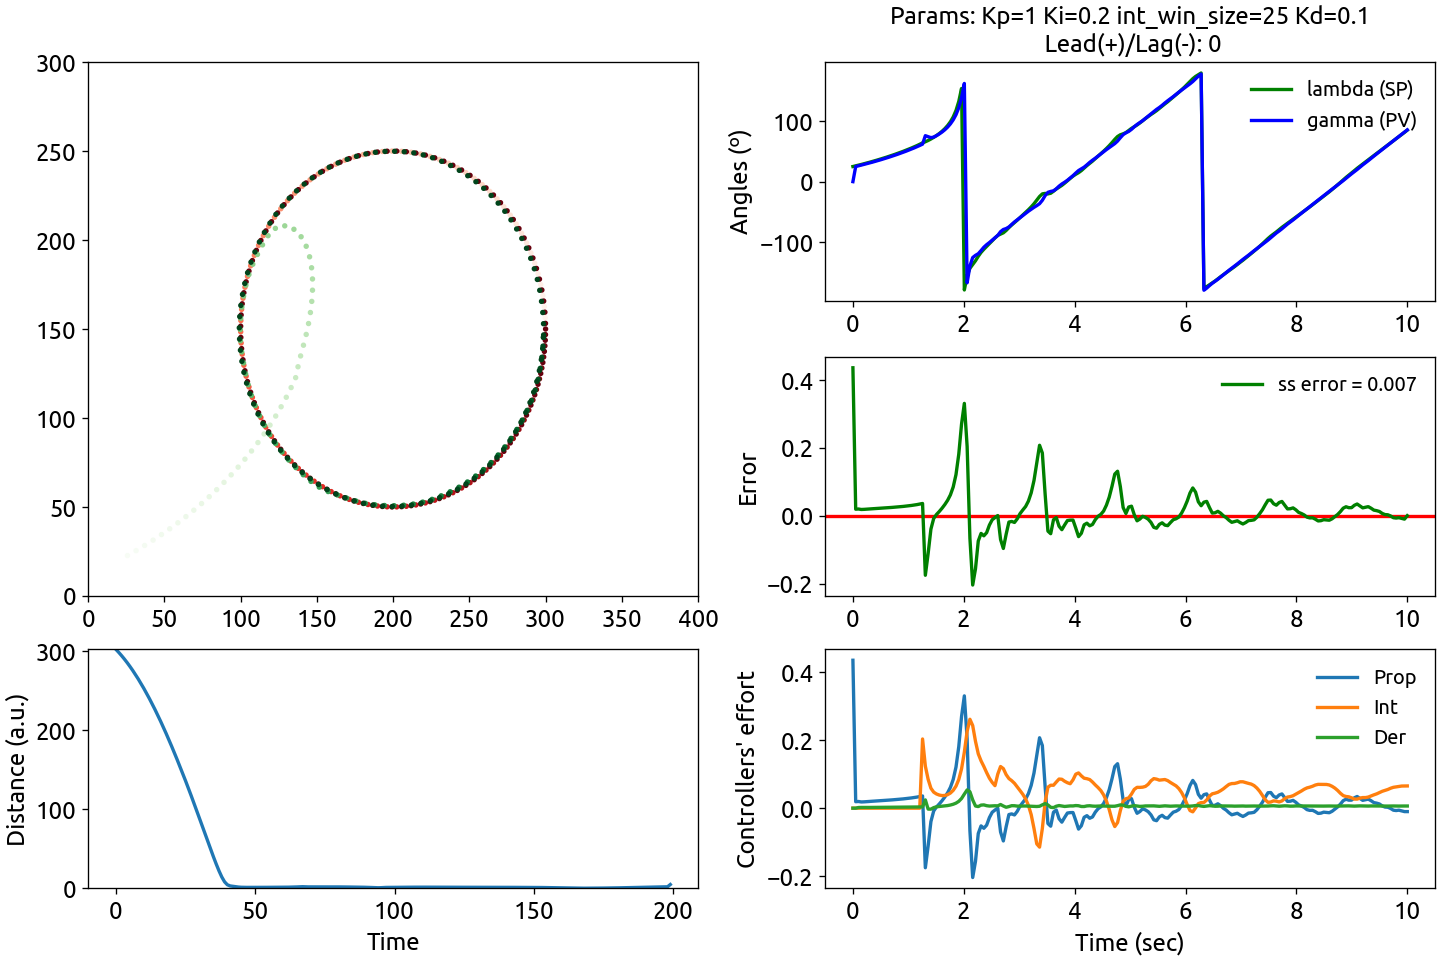 Params: Kp=1 Ki=0.2 int_win_size=25 Kd=0.1
Lead(+)/Lag(-): 0
300
250
200
150
100
50
0
0 50 100 150 200 250 300 350 400
Distance (a.u.)
300
200
100
0
0 50 100 150 200
Time
Angles (º)
100
0
−100
lambda (SP)
gamma (PV)
0 2 4 6 8 10
Error
0.4
0.2
0.0
−0.2
ss error = 0.007
0 2 4 6 8 10
Controllers' effort
0.4
0.2
0.0
−0.2
Prop
Int
Der
0 2 4 6 8 10
Time (sec)